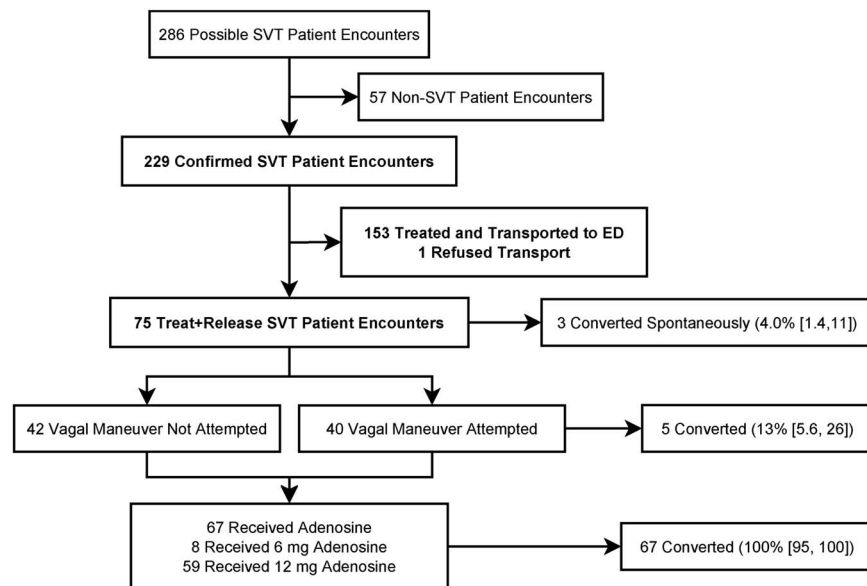 286 Possible SVT Patient Encounters
57 Non-SVT Patient Encounters
229 Confirmed SVT Patient Encounters
153 Treated and Transported to ED
1 Refused Transport
75 Treat+Release SVT Patient Encounters
3 Converted Spontaneously (4.0% [1.4,11])
42 Vagal Maneuver Not Attempted
40 Vagal Maneuver Attempted
5 Converted (13% [5.6, 26])
67 Received Adenosine
8 Received 6 mg Adenosine
59 Received 12 mg Adenosine
67 Converted (100% [95, 100])